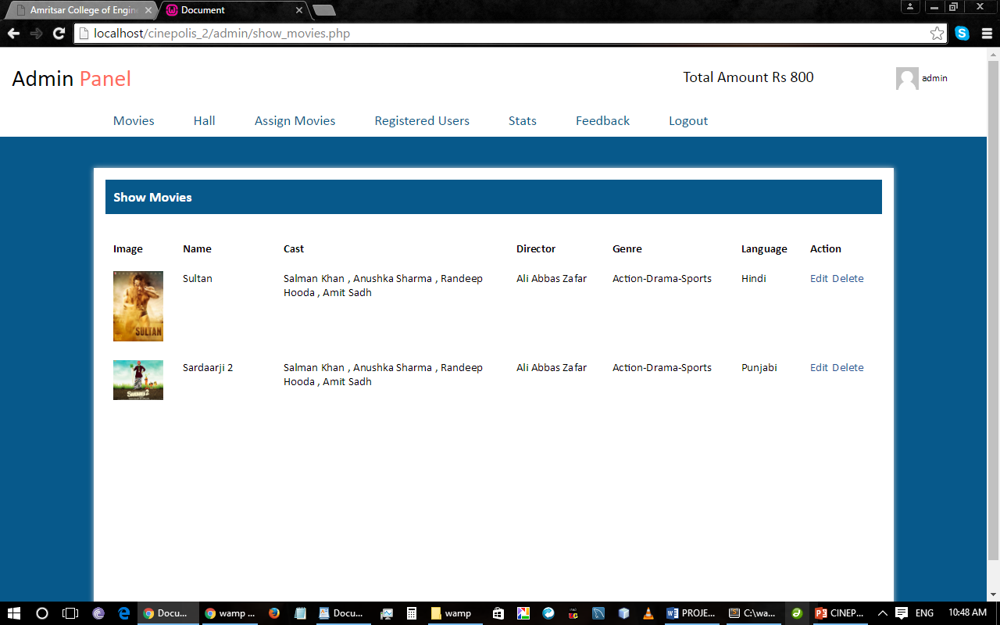 Amritsar College of Engin
Document
localhost/cinepolis_2/admin/show_movies.php
Admin Panel
Total Amount Rs 800
admin
Movies Hall Assign Movies Registered Users Stats Feedback Logout
Show Movies
Image Name Cast Director Genre Language Action
Sultan Salman Khan , Anushka Sharma , Randeep Ali Abbas Zafar Action-Drama-Sports Hindi Edit Delete
Hooda , Amit Sadh
SULTAN
Sardaarji 2 Salman Khan , Anushka Sharma , Randeep Ali Abbas Zafar Action-Drama-Sports Punjabi Edit Delete
Hooda , Amit Sadh
Docu... wamp ... Docu... wamp PROJE... C:\wa... CINEP... ENG 10:48 AM